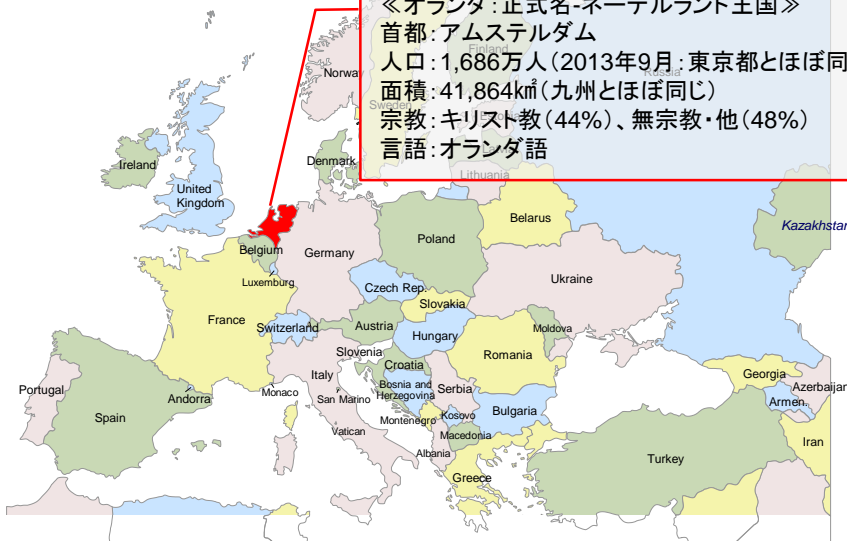 ≪オランダ:正式名-ネーデルラント王国≫
首都:アムステルダム
人口:1,686万人(2013年9月:東京都とほぼ同
面積:41,864k㎡(九州とほぼ同じ)
宗教:キリスト教(44%)、無宗教・他(48%)
言語:オランダ語
Finland
Norway
Russia
Sweden
Estonia
Latvia
Lithuania
Denmark
Ireland
United
Kingdom
Belarus
Kazakhstan
Poland
Belgium
Germany
Ukraine
Luxemburg
Czech Rep.
Slovakia
France
Switzerland
Austria
Moldova
Hungary
Slovenia
Romania
Croatia
Italy
Georgia
Portugal
Monaco
Andorra
San Marino
Bosnia and
Herzegovina
Serbia
Azerbaijan
Armen.
Spain
Montenegro
Kosovo
Bulgaria
Vatican
Macedonia
Albania
Iran
Turkey
Greece